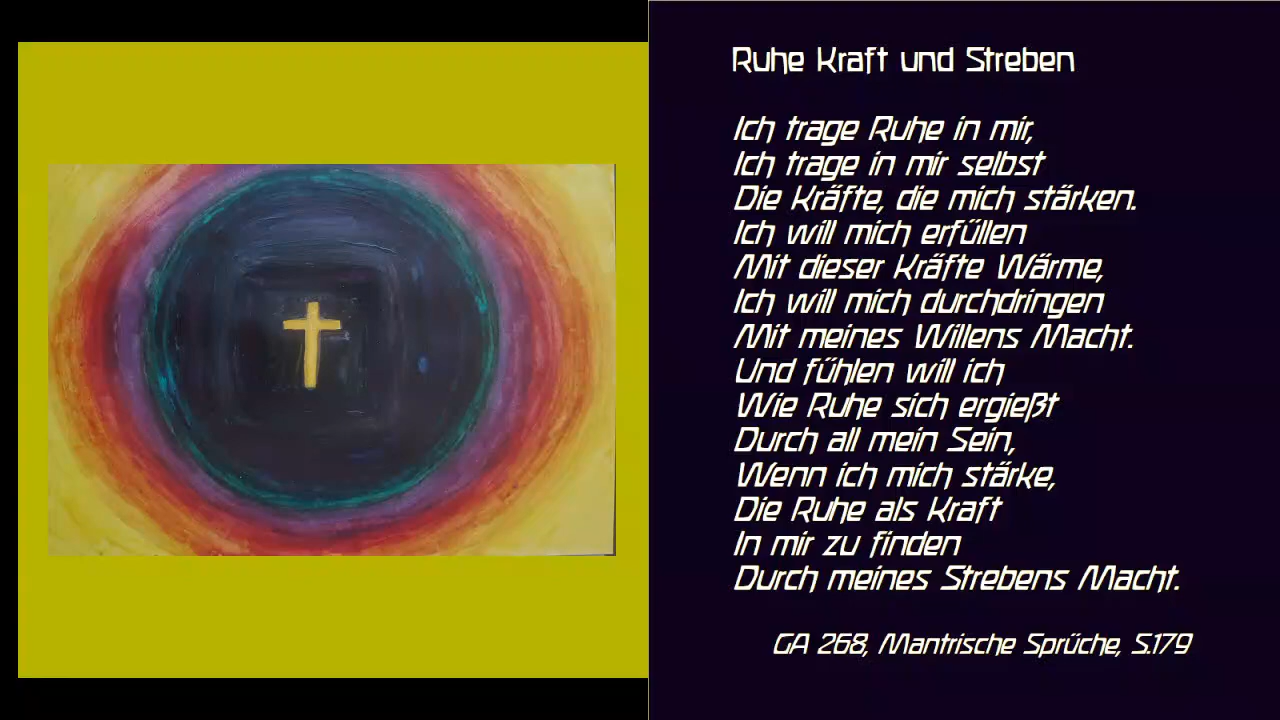 Ruhe Kraft und Streben
Ich trage Ruhe in mir,
Ich trage in mir selbst
Die Kräfte, die mich stärken.
Ich will mich erfüllen
Mit dieser Kräfte Wärme,
Ich will mich durchdringen
Mit meines Willens Macht.
Und fühlen will ich
Wie Ruhe sich ergießt
Durch all mein Sein,
Wenn ich mich stärke,
Die Ruhe als Kraft
In mir zu finden
Durch meines Strebens Macht.
GA 268, Mantrische Sprüche, S.179